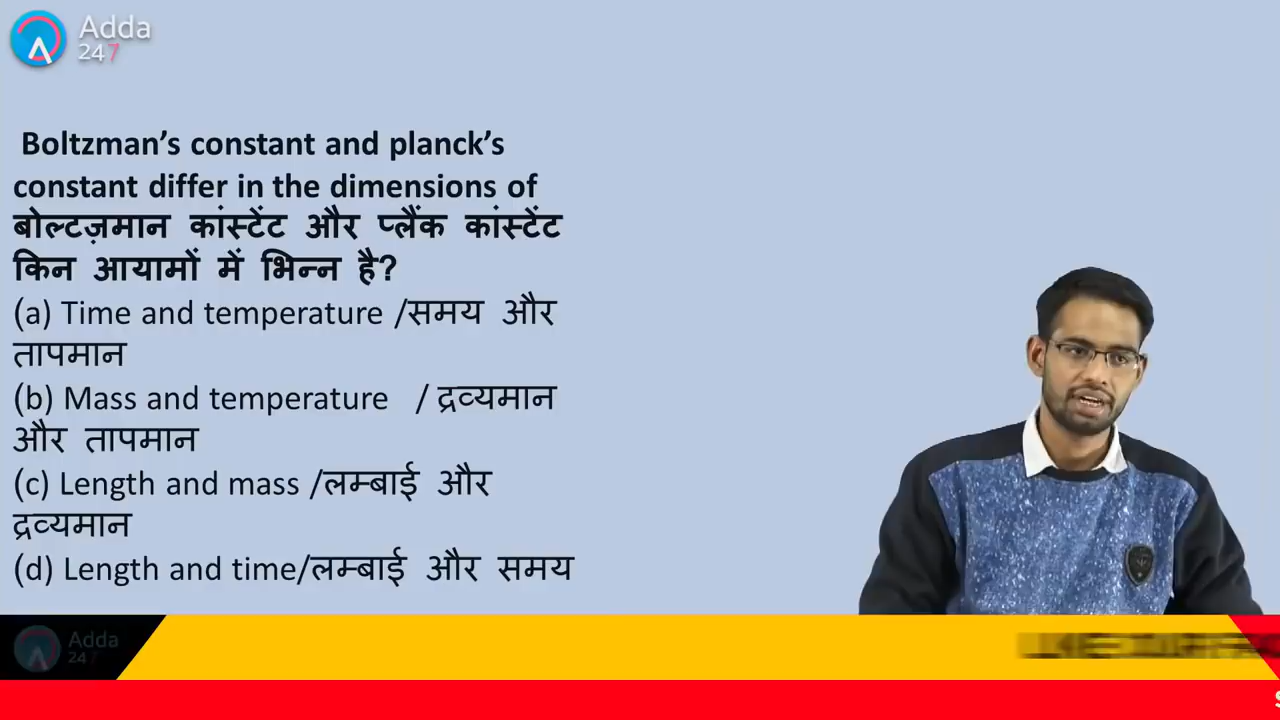 Adda
247
Boltzman’s constant and planck’s
constant differ in the dimensions of
बोल्टज़मान कांस्टेंट और प्लैंक कांस्टेंट
किन आयामों में भिन्न है?
(a) Time and temperature /समय और
तापमान
(b) Mass and temperature / द्रव्यमान
और तापमान
(c) Length and mass /लम्बाई और
द्रव्यमान
(d) Length and time/लम्बाई और समय
Adda
247
S